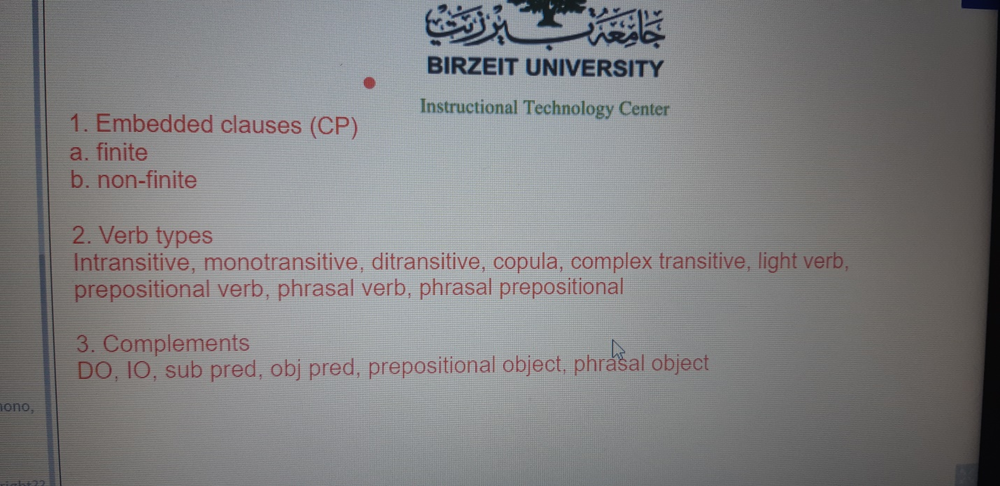 جامعة بيرزيت
BIRZEIT UNIVERSITY
Instructional Technology Center
1. Embedded clauses (CP)
a. finite
b. non-finite
2. Verb types
Intransitive, monotransitive, ditransitive, copula, complex transitive, light verb,
prepositional verb, phrasal verb, phrasal prepositional
3. Complements
DO, IO, sub pred, obj pred, prepositional object, phrasal object